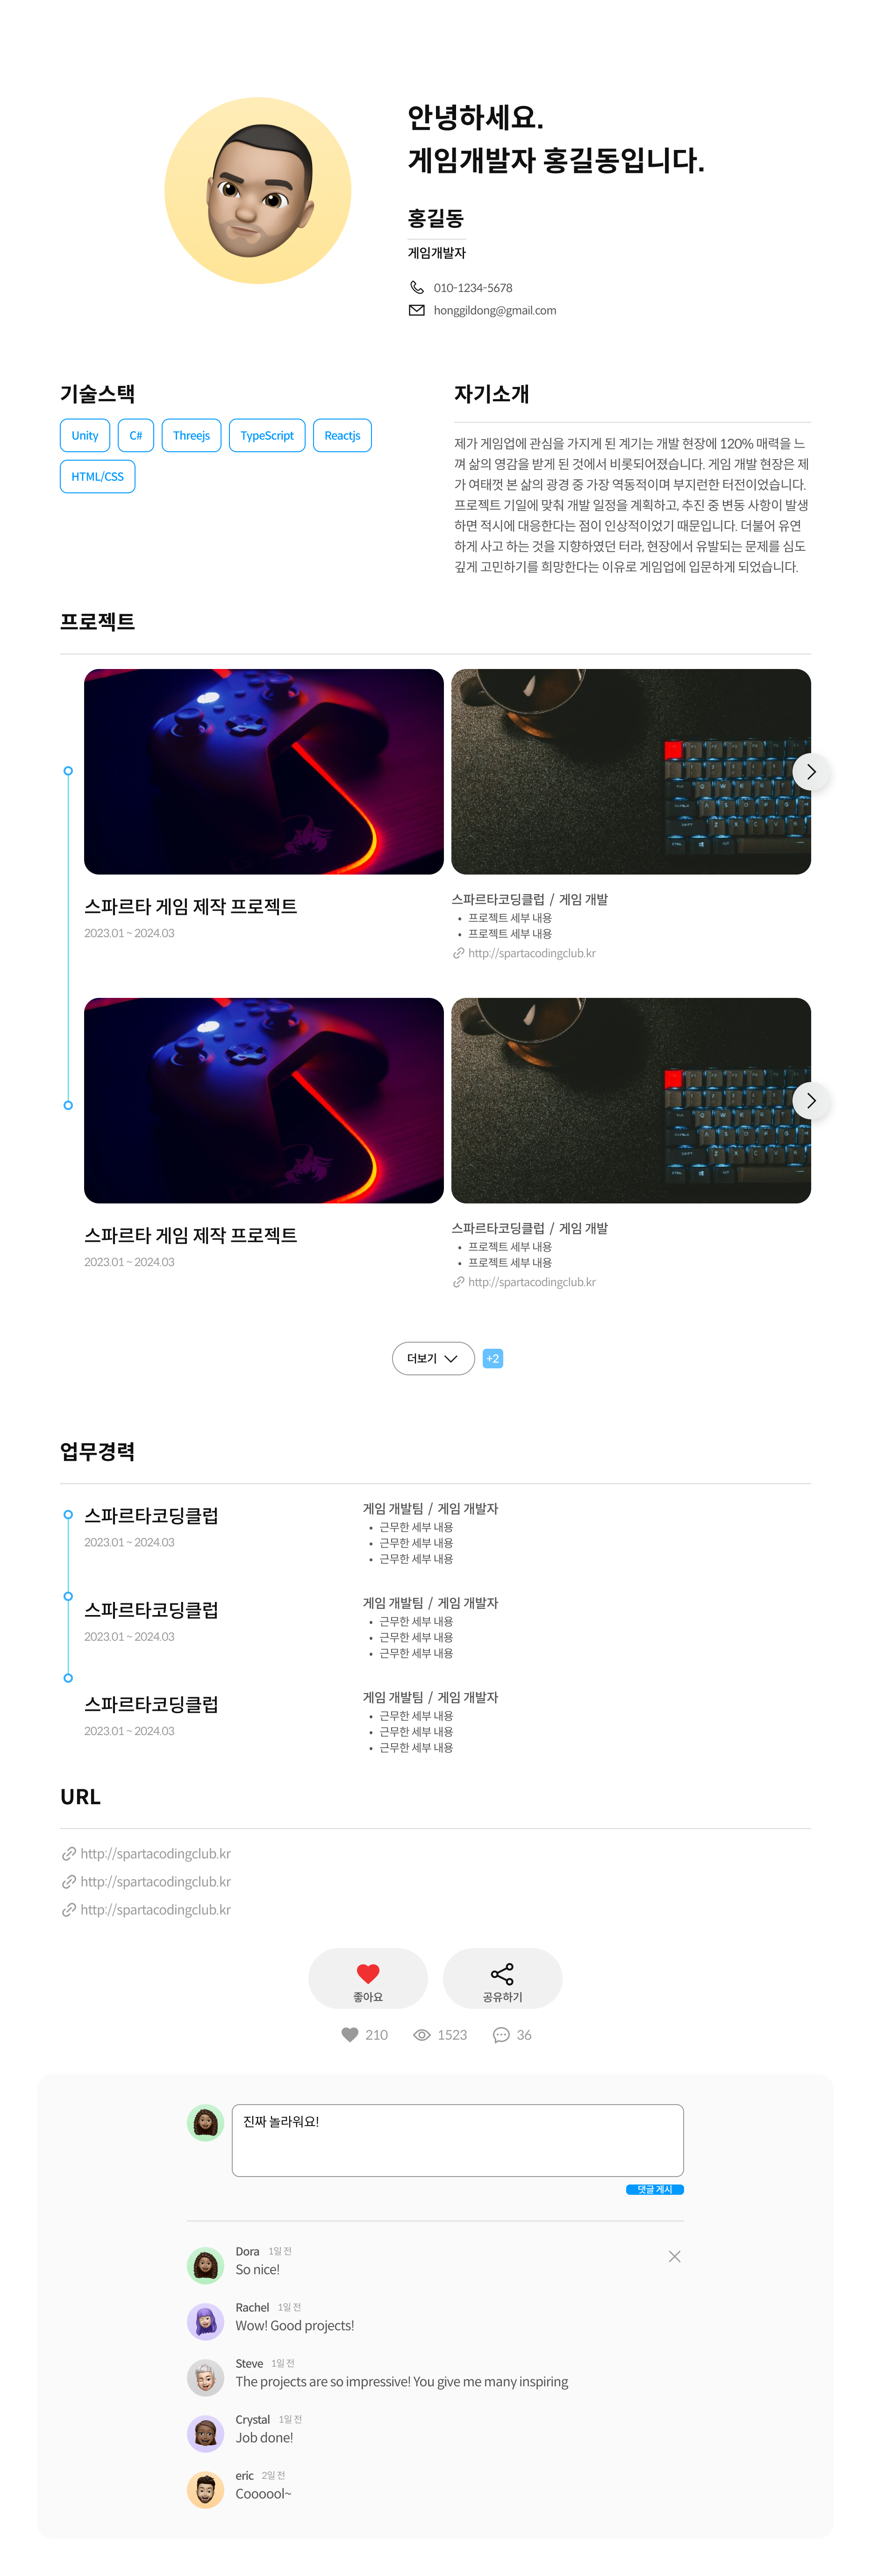 안녕하세요.
게임개발자 홍길동입니다.
홍길동
게임개발자
010-1234-5678
honggildong@gmail.com
기술스택
Unity
C#
Threejs
TypeScript
Reactjs
HTML/CSS
자기소개
제가 게임업에 관심을 가지게 된 계기는 개발 현장에 120% 매력을 느
껴 삶의 영감을 받게 된 것에서 비롯되어졌습니다. 게임 개발 현장은 제
가 여태껏 본 삶의 광경 중 가장 역동적이며 부지런한 터전이었습니다.
프로젝트 기일에 맞춰 개발 일정을 계획하고, 추진 중 변동 사항이 발생
하면 적시에 대응한다는 점이 인상적이었기 때문입니다. 더불어 유연
하게 사고 하는 것을 지향하였던 터라, 현장에서 유발되는 문제를 심도
깊게 고민하기를 희망한다는 이유로 게임업에 입문하게 되었습니다.
프로젝트
스파르타 게임 제작 프로젝트
2023.01 ~ 2024.03
스파르타코딩클럽 / 게임 개발
• 프로젝트 세부 내용
• 프로젝트 세부 내용
http://spartacodingclub.kr
스파르타 게임 제작 프로젝트
2023.01 ~ 2024.03
스파르타코딩클럽 / 게임 개발
• 프로젝트 세부 내용
• 프로젝트 세부 내용
http://spartacodingclub.kr
더보기
+2
업무경력
스파르타코딩클럽
2023.01 ~ 2024.03
게임 개발팀 / 게임 개발자
• 근무한 세부 내용
• 근무한 세부 내용
• 근무한 세부 내용
스파르타코딩클럽
2023.01 ~ 2024.03
게임 개발팀 / 게임 개발자
• 근무한 세부 내용
• 근무한 세부 내용
• 근무한 세부 내용
스파르타코딩클럽
2023.01 ~ 2024.03
게임 개발팀 / 게임 개발자
• 근무한 세부 내용
• 근무한 세부 내용
• 근무한 세부 내용
URL
http://spartacodingclub.kr
http://spartacodingclub.kr
http://spartacodingclub.kr
좋아요
공유하기
210
1523
36
진짜 놀라워요!
댓글 게시
Dora 1일 전
So nice!
Rachel 1일 전
Wow! Good projects!
Steve 1일 전
The projects are so impressive! You give me many inspiring
Crystal 1일 전
Job done!
eric 2일 전
Coooool~